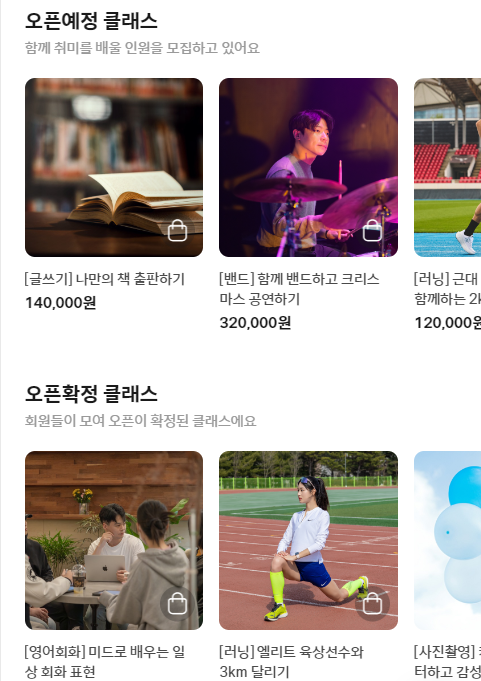 오픈예정 클래스
함께 취미를 배울 인원을 모집하고 있어요
[글쓰기] 나만의 책 출판하기
140,000원
[밴드] 함께 밴드하고 크리스
마스 공연하기
320,000원
[러닝] 근대
함께하는 2k
120,000원
오픈확정 클래스
회원들이 모여 오픈이 확정된 클래스에요
[영어회화] 미드로 배우는 일
상 회화 표현
[러닝] 엘리트 육상선수와
3km 달리기
[사진촬영]
터하고 감성